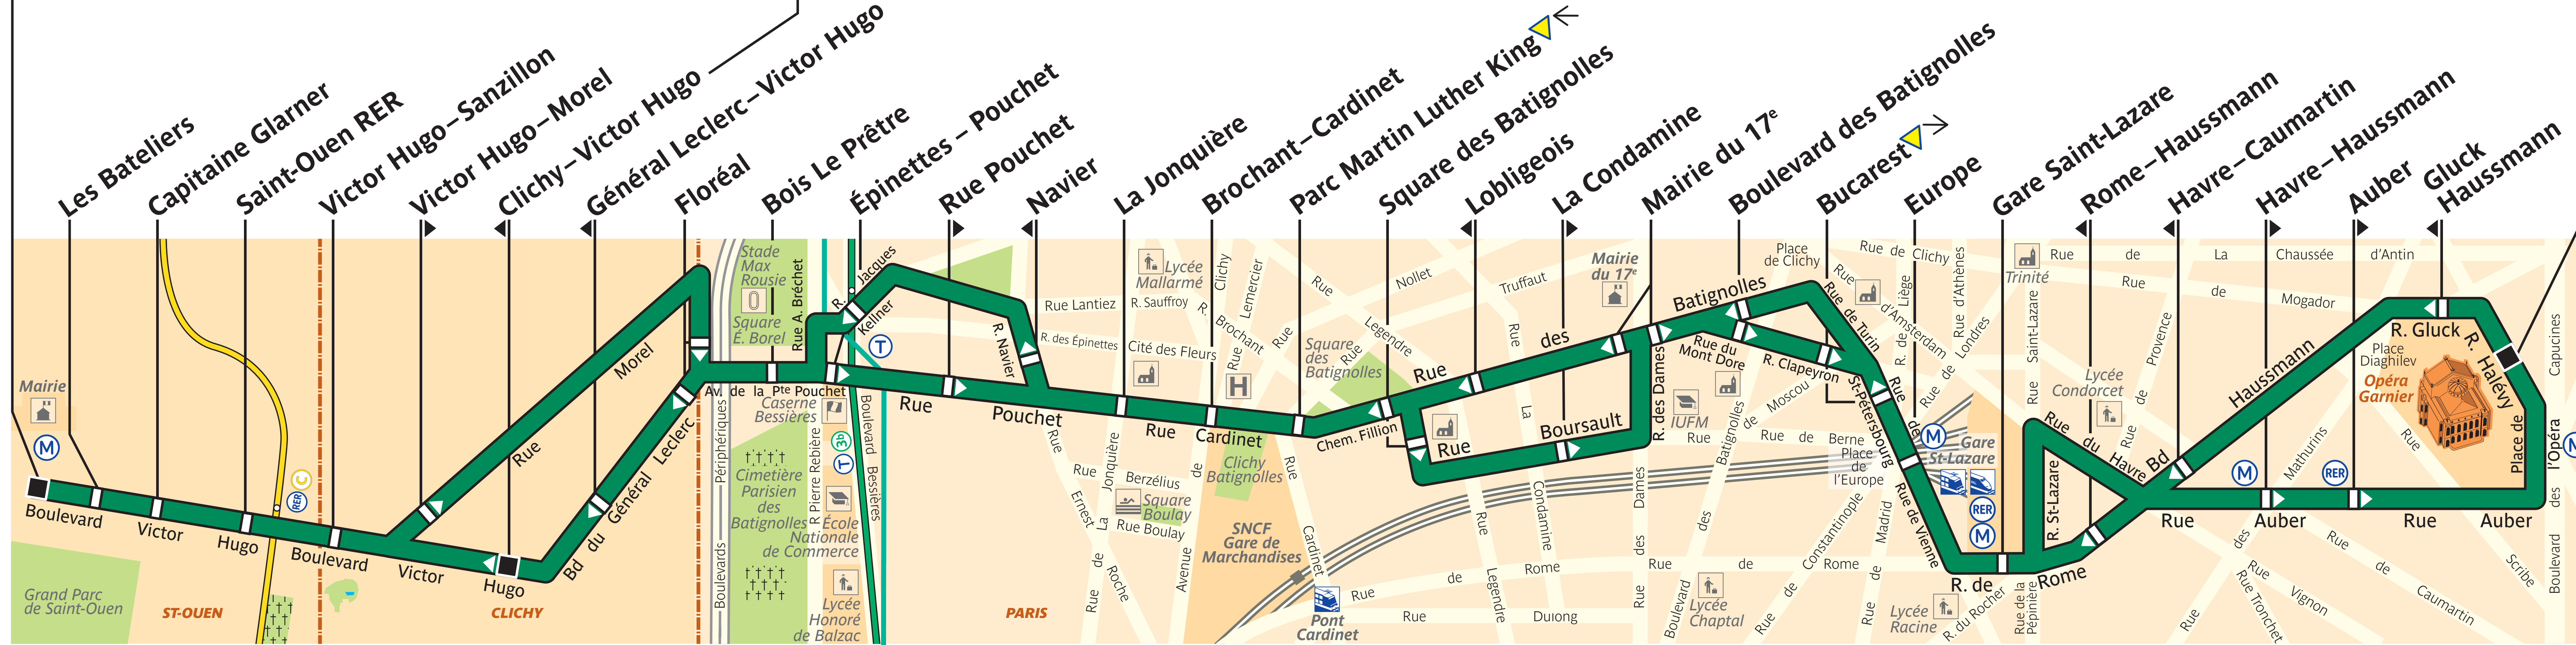 Les Bateliers
Capitaine Glarner
Saint-Ouen RER
Victor Hugo–Sanzillon
Victor Hugo–Morel
Clichy–Victor Hugo
Général Leclerc–Victor Hugo
Floréal
Bois Le Prêtre
Épinettes – Pouchet
Rue Pouchet
Navier
La Jonquière
Brochant–Cardinet
Parc Martin Luther King
Square des Batignolles
Lobligeois
La Condamine
Mairie du 17e
Boulevard des Batignolles
Bucarest
Europe
Gare Saint-Lazare
Rome–Haussmann
Havre–Caumartin
Havre–Haussmann
Auber
Gluck
Haussmann
Mairie
M
Boulevard
Victor
Hugo
Boulevard
Victor
Hugo
Grand Parc
de Saint-Ouen
ST-OUEN
RER
C
CLICHY
Rue
Morel
Bd
du
Général
Leclerc
Boulevards
Périphériques
Stade
Max
Rousie
Square
É. Borel
Rue A. Bréchet
R.
Jacques
Kellner
T
Av. de la Pte Pouchet
Caserne
Bessières
3b
T
Cimetière
Parisien
des
Batignolles
R Pierre Rebière
École
Nationale
de Commerce
Lycée
Honoré
de Balzac
Boulevard
Bessières
PARIS
Rue
Pouchet
R. Navier
Rue Lantiez
R. Sauffroy
R. des Épinettes
Cité des Fleurs
Lycée
Mallarmé
R.
Brochant
H
Rue
de
Clichy
Rue
Lemercier
Rue
Cardinet
Rue
Rue
Jonquière
La
de
Rue
Ernest
Roche
Berzélius
Square
Boulay
Rue Boulay
Avenue
de
Clichy
Batignolles
SNCF
Gare de
Marchandises
Rue
Cardinet
Pont
Cardinet
Rue
Nollet
Legendre
Rue
Square
des
Batignolles
Chem. Fillion
Rue
des
Batignolles
Truffaut
Rue
La
Condamine
Rue
Boursault
Rue
Legendre
Rue
de
Rome
Rue
Duong
Mairie
du 17e
R. des Dames
Rue
des
Dames
IUFM
Rue du
Mont Dore
R. Clapeyron
Place
de Clichy
Rue
de
Turin
Rue de Clichy
Rue
d'Amsterdam
R. de Liège
Rue d'Athènes
Rue de Londres
Rue
de
Moscou
Rue de Berne
Boulevard
des
Batignolles
Rue
de
Rome
Lycée
Chaptal
Rue
de
Constantinople
Place
de
l'Europe
Rue
de
St-Pétersbourg
Rue
de
Madrid
Rue de Vienne
M
Gare
St-Lazare
RER
M
Lycée
Racine
R. du Rocher
R. de
Rome
Rue de la
Pépinière
Trinité
Rue
Saint-Lazare
R. St-Lazare
Rue
du
Havre
Bd
Haussmann
Rue
de
La
Chaussée
d'Antin
Rue
de
Mogador
Rue
de
Provence
Lycée
Condorcet
M
RER
Rue
Auber
Rue
Auber
Rue
des
Mathurins
Rue
Tronchet
Rue
Vignon
Rue
de
Caumartin
Rue
Scribe
R. Gluck
R. Halévy
Place
Diaghilev
Opéra
Garnier
Place de
l'Opéra
Boulevard
des
Capucines